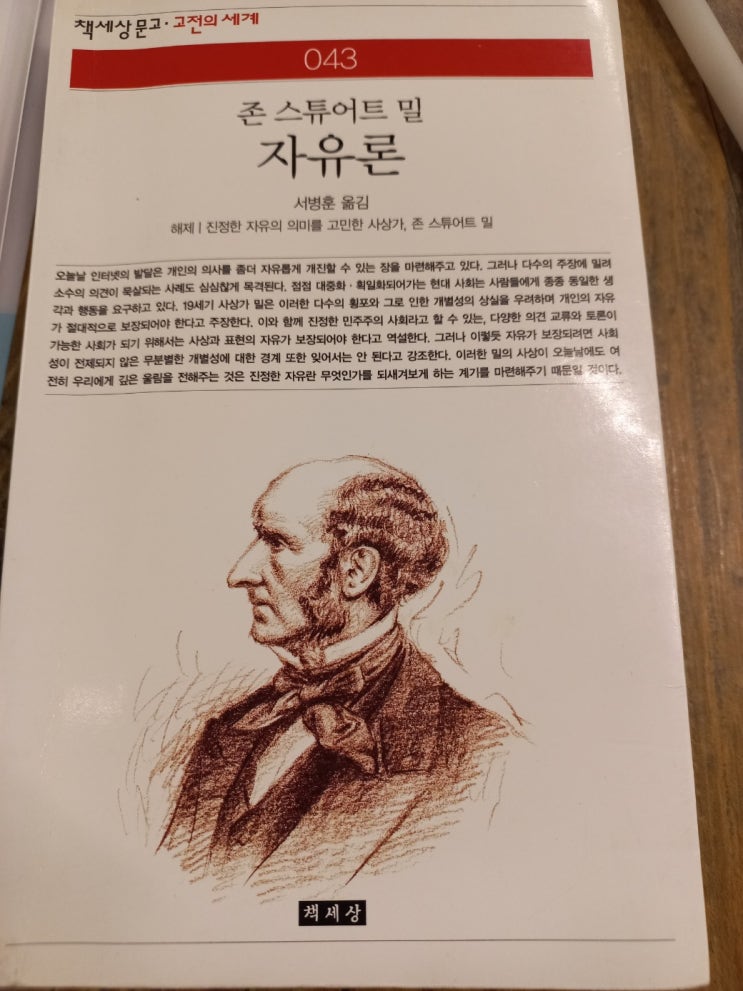 책세상문고·고전의세계
043
존 스튜어트 밀
자유론
서병훈 옮김
해제 | 진정한 자유의 의미를 고민한 사상가, 존 스튜어트 밀
오늘날 인터넷의 발달은 개인의 의사를 좀더 자유롭게 개진할 수 있는 장을 마련해주고 있다. 그러나 다수의 주장에 밀려
소수의 의견이 묵살되는 사례도 심심찮게 목격된다. 점점 대중화·획일화되어가는 현대 사회는 사람들에게 종종 동일한 생
각과 행동을 요구하고 있다. 19세기 사상가 밀은 이러한 다수의 횡포와 그로 인한 개별성의 상실을 우려하며 개인의 자유
가 절대적으로 보장되어야 한다고 주장한다. 이와 함께 진정한 민주주의 사회라고 할 수 있는, 다양한 의견 교류와 토론이
가능한 사회가 되기 위해서는 사상과 표현의 자유가 보장되어야 한다고 역설한다. 그러나 이렇듯 자유가 보장되려면 사회
성이 전제되지 않은 무분별한 개별성에 대한 경계 또한 잊어서는 안 된다고 강조한다. 이러한 밀의 사상이 오늘날에도 여
전히 우리에게 깊은 울림을 전해주는 것은 진정한 자유란 무엇인가를 되새겨보게 하는 계기를 마련해주기 때문일 것이다.
책세상